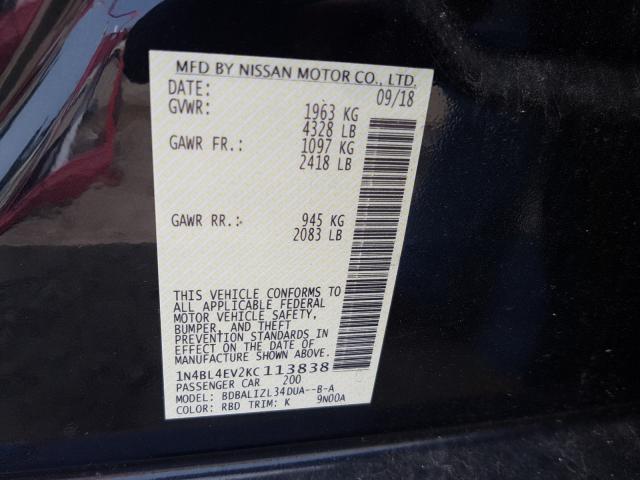 MFD BY NISSAN MOTOR CO., LTD.
DATE: 09/18
GVWR: 1963 KG
4328 LB
GAWR FR.: 1097 KG
2418 LB
GAWR RR.: 945 KG
2083 LB
THIS VEHICLE CONFORMS TO
ALL APPLICABLE FEDERAL
MOTOR VEHICLE SAFETY,
BUMPER, AND THEFT
PREVENTION STANDARDS IN
EFFECT ON THE DATE OF
MANUFACTURE SHOWN ABOVE.
1N4BL4EV2KC113838
PASSENGER CAR 200
MODEL: BDBALIZL34DUA--B-A
COLOR: RBD TRIM: K 9N00A